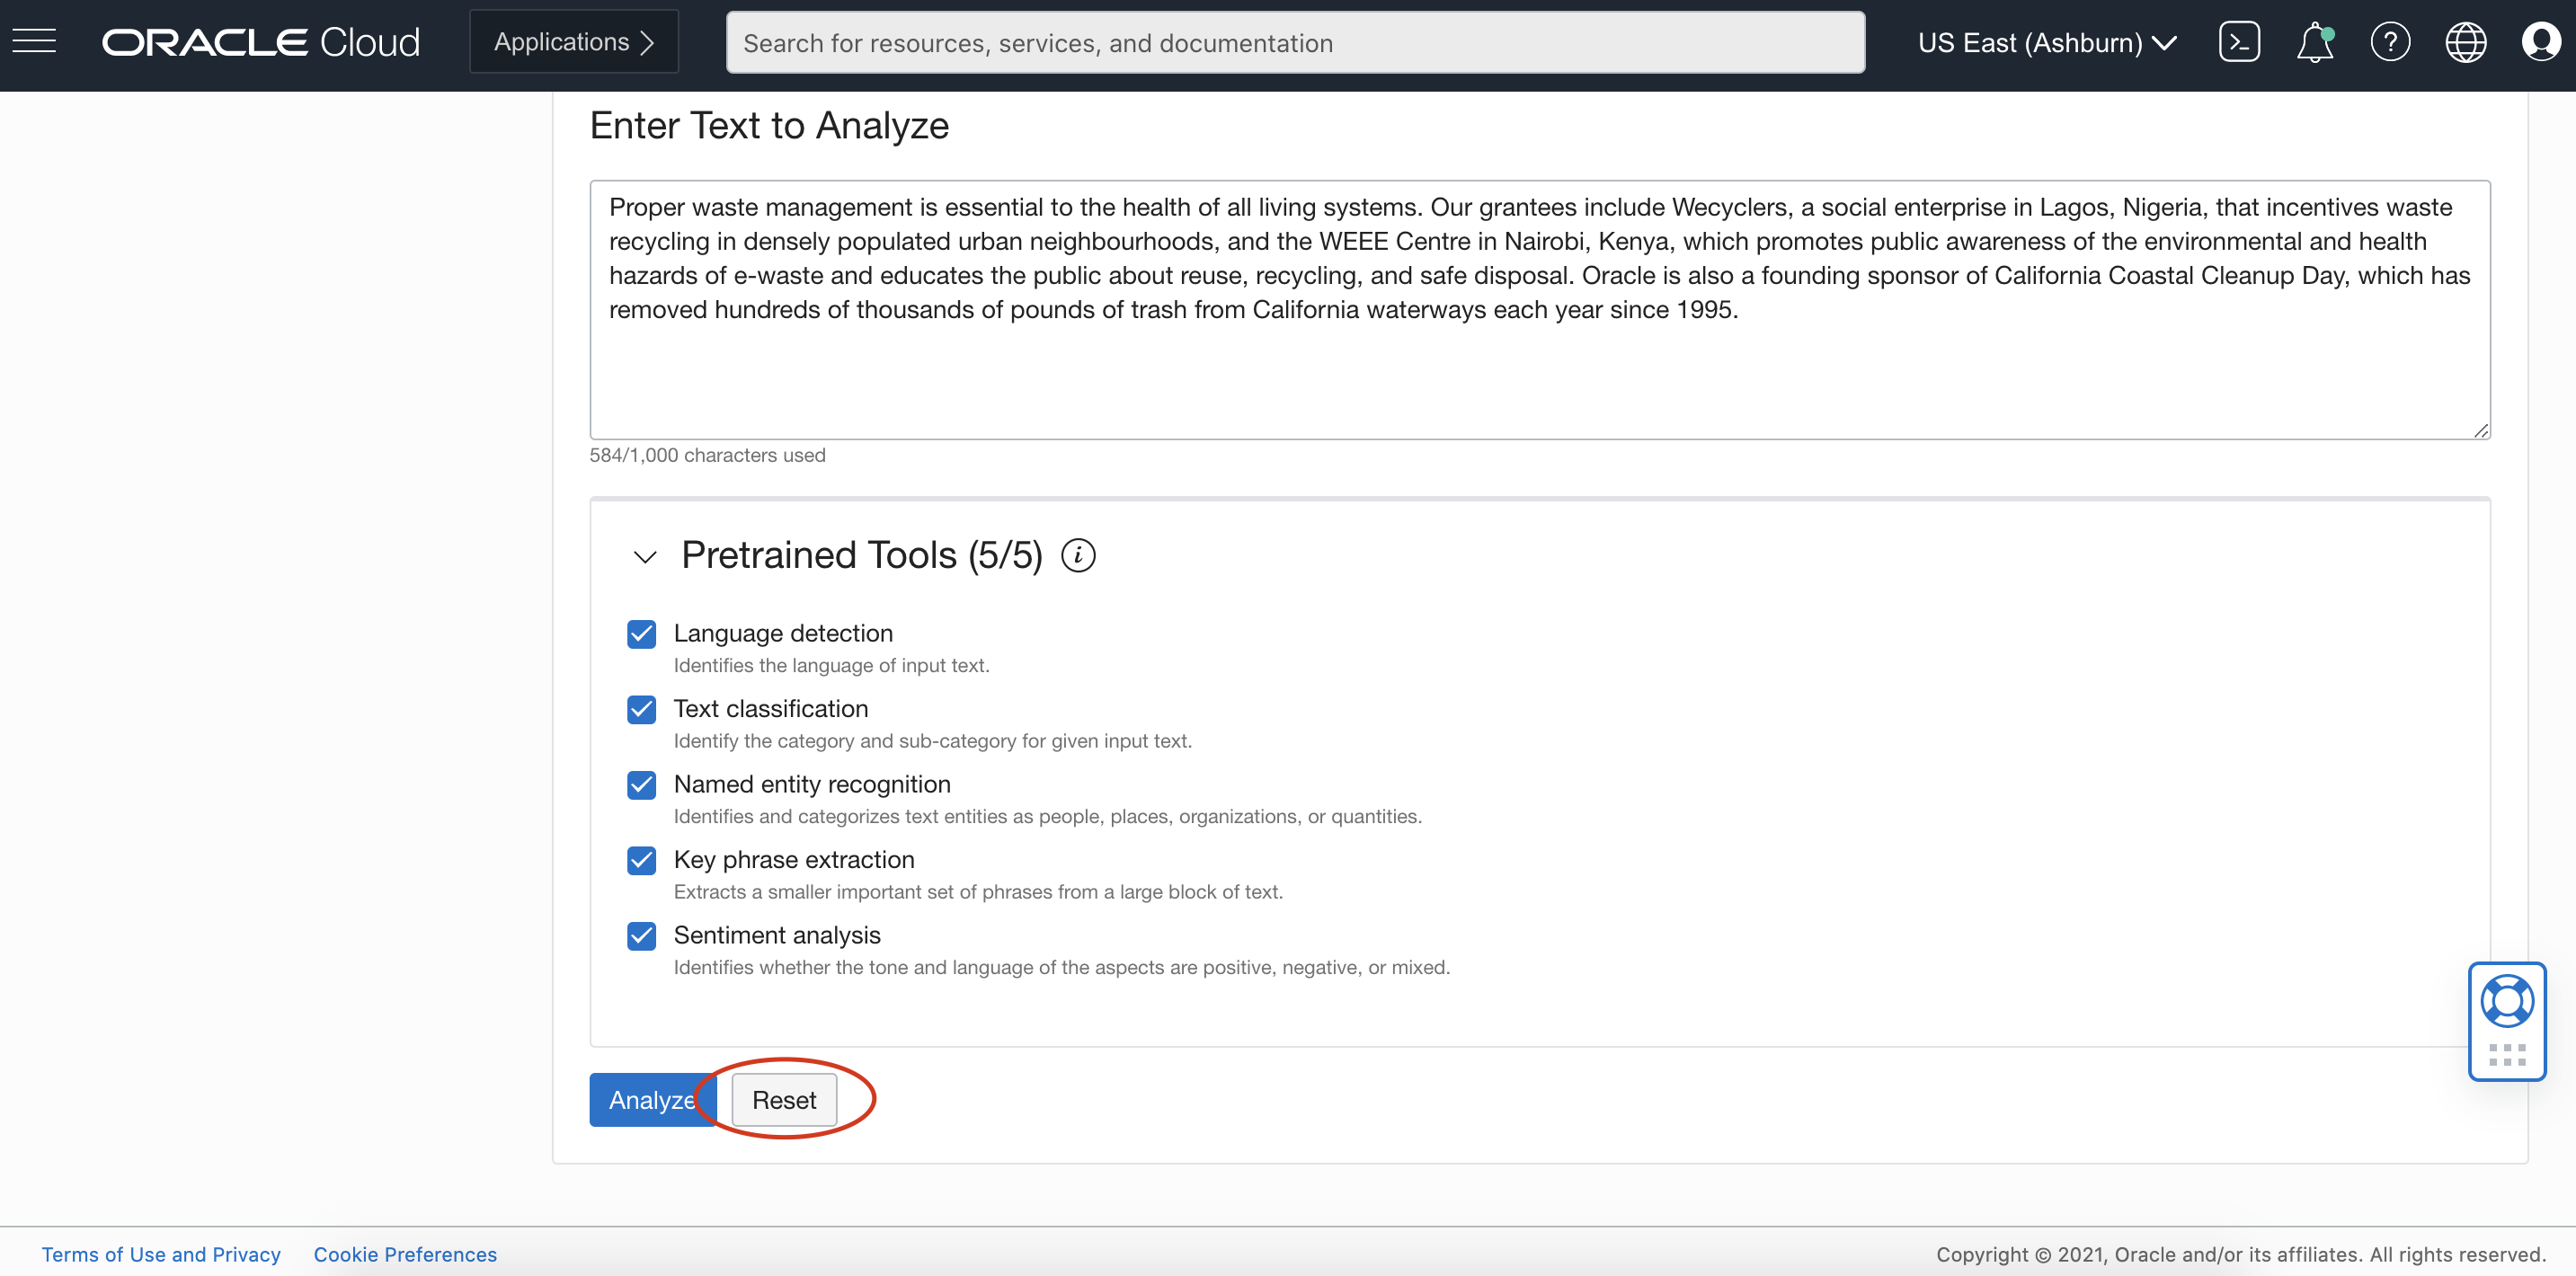 ORACLE Cloud
Applications
Search for resources, services, and documentation
US East (Ashburn)
Enter Text to Analyze
Proper waste management is essential to the health of all living systems. Our grantees include Wecyclers, a social enterprise in Lagos, Nigeria, that incentives waste
recycling in densely populated urban neighbourhoods, and the WEEE Centre in Nairobi, Kenya, which promotes public awareness of the environmental and health
hazards of e-waste and educates the public about reuse, recycling, and safe disposal. Oracle is also a founding sponsor of California Coastal Cleanup Day, which has
removed hundreds of thousands of pounds of trash from California waterways each year since 1995.
584/1,000 characters used
Pretrained Tools (5/5)
Language detection
Identifies the language of input text.
Text classification
Identify the category and sub-category for given input text.
Named entity recognition
Identifies and categorizes text entities as people, places, organizations, or quantities.
Key phrase extraction
Extracts a smaller important set of phrases from a large block of text.
Sentiment analysis
Identifies whether the tone and language of the aspects are positive, negative, or mixed.
Analyze
Reset
Terms of Use and Privacy
Cookie Preferences
Copyright © 2021, Oracle and/or its affiliates. All rights reserved.